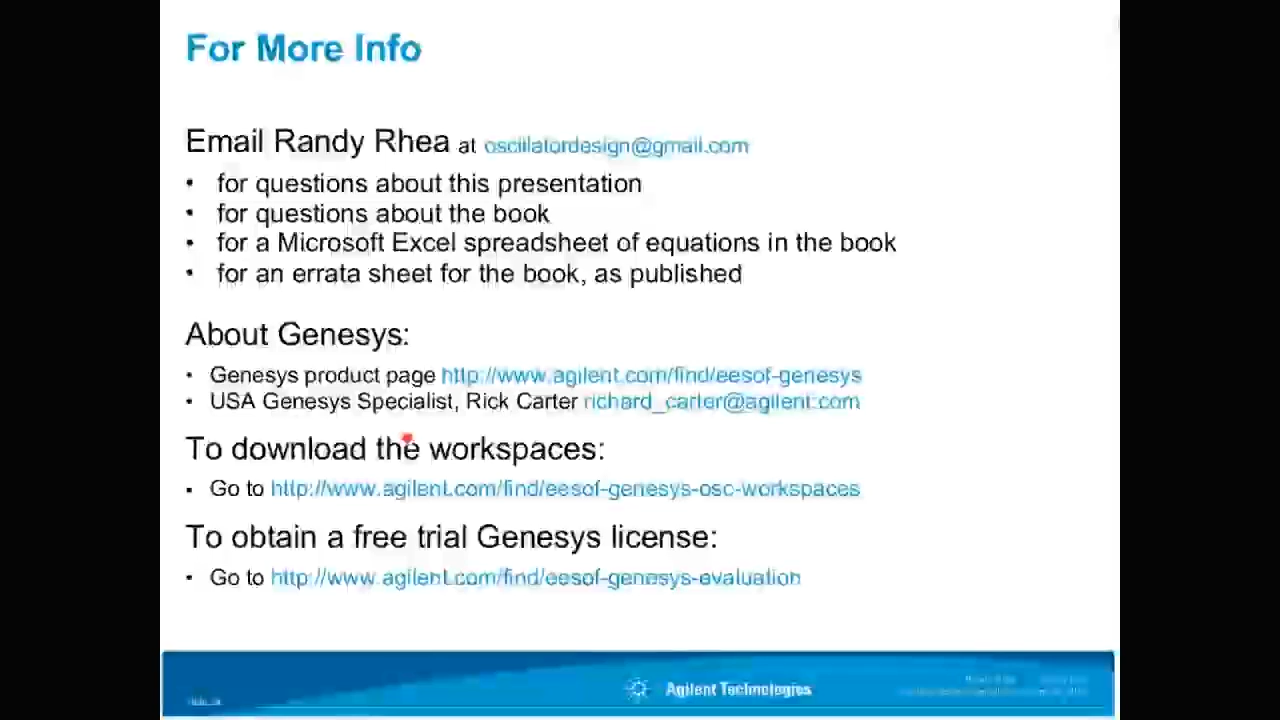 For More Info
Email Randy Rhea at oscillatordesign@gmail.com
• for questions about this presentation
• for questions about the book
• for a Microsoft Excel spreadsheet of equations in the book
• for an errata sheet for the book, as published
About Genesys:
• Genesys product page http://www.agilent.com/find/eesof-genesys
• USA Genesys Specialist, Rick Carter richard_carter@agilent.com
To download the workspaces:
• Go to http://www.agilent.com/find/eesof-genesys-osc-workspaces
To obtain a free trial Genesys license:
• Go to http://www.agilent.com/find/eesof-genesys-evaluation
Agilent Technologies